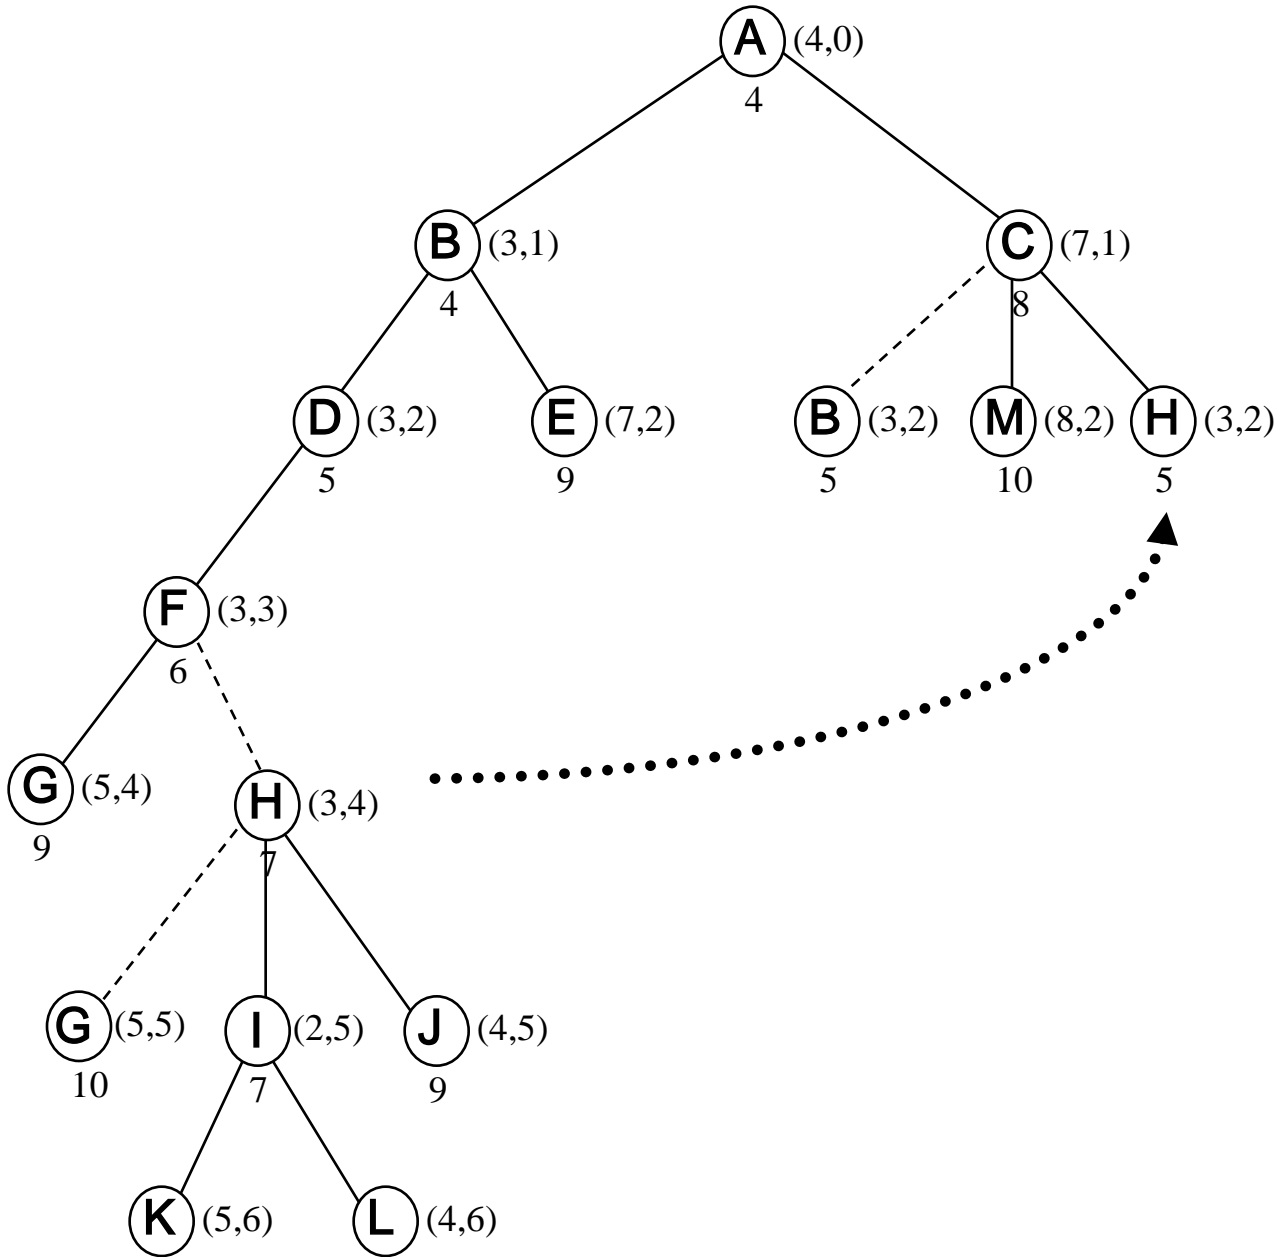 A (4,0)
4
B (3,1)
4
C (7,1)
8
D (3,2)
5
E (7,2)
9
B (3,2)
5
M (8,2)
10
H (3,2)
5
F (3,3)
6
G (5,4)
9
H (3,4)
7
G (5,5)
10
I (2,5)
7
J (4,5)
9
K (5,6)
L (4,6)